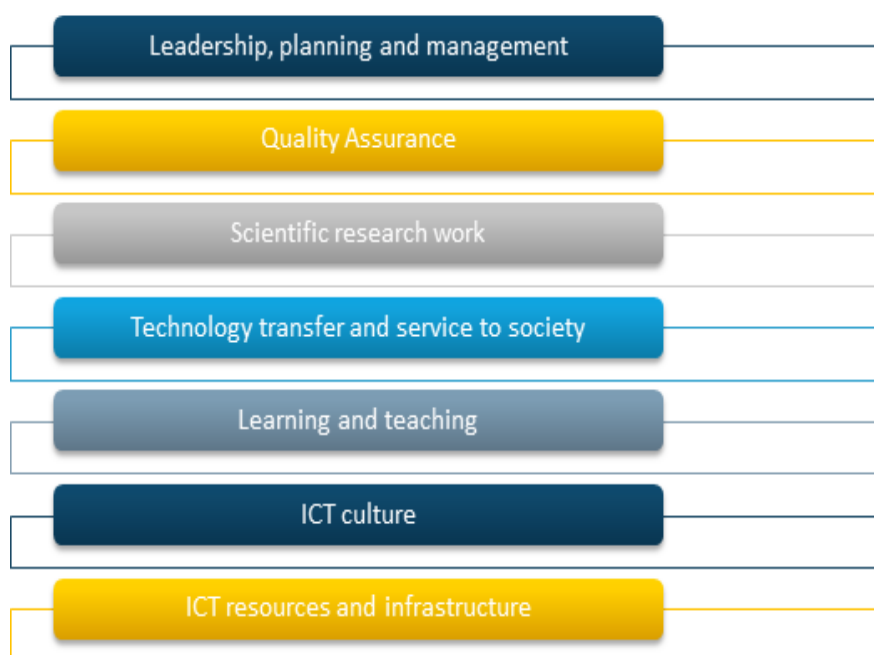 Leadership, planning and management
Quality Assurance
Scientific research work
Technology transfer and service to society
Learning and teaching
ICT culture
ICT resources and infrastructure